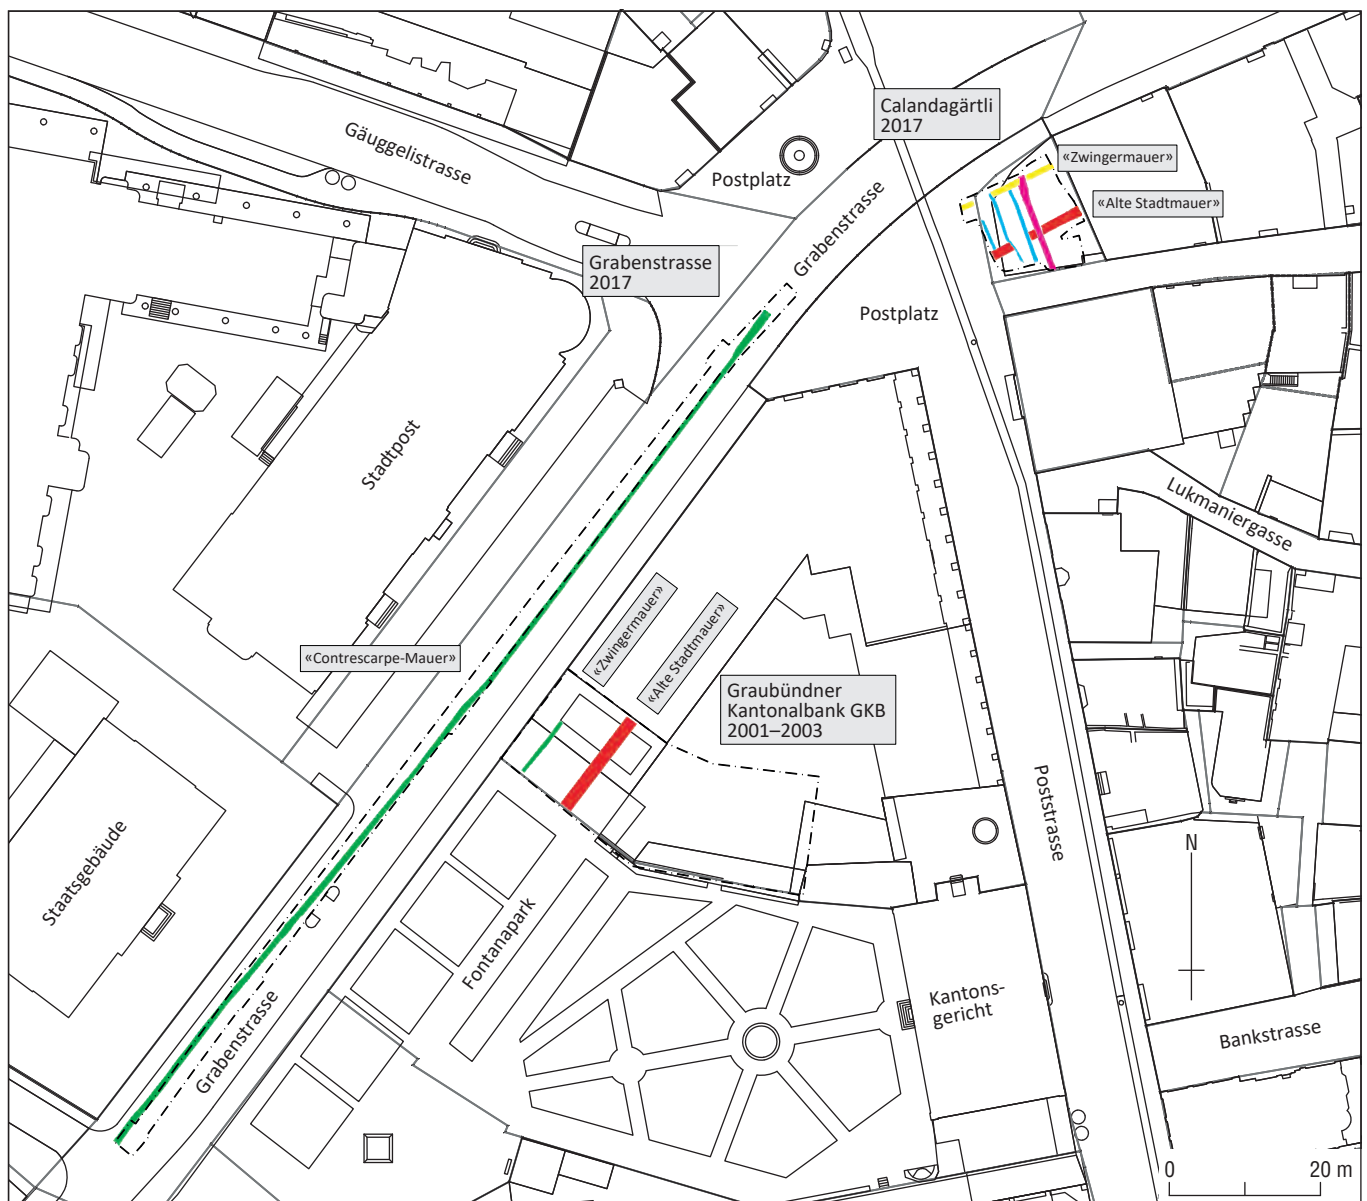 Gäuggelistrasse
Postplatz
Calandagärtli
2017
«Zwingermauer»
«Alte Stadtmauer»
Grabenstrasse
Grabenstrasse
2017
Postplatz
Stadtpost
Lukmaniergasse
«Contrescarpe-Mauer»
«Zwingermauer»
«Alte Stadtmauer»
Graubündner
Kantonalbank GKB
2001–2003
Poststrasse
Staatsgebäude
Fontanapark
N
Grabenstrasse
Kantons-
gericht
Bankstrasse
0 20 m